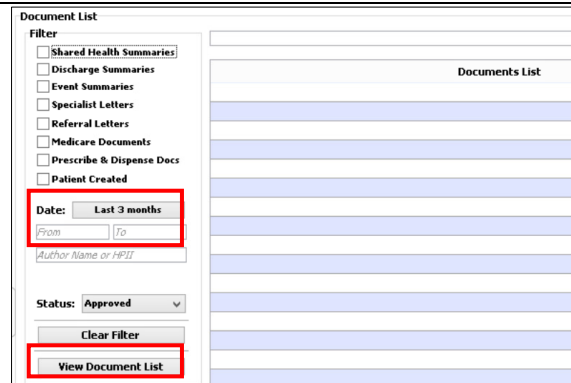 Document List
Filter
Shared Health Summaries
Discharge Summaries
Event Summaries
Specialist Letters
Referral Letters
Medicare Documents
Prescribe & Dispense Docs
Patient Created
Date: Last 3 months
From To
Author Name or HPII
Status: Approved
Clear Filter
View Document List
Documents List